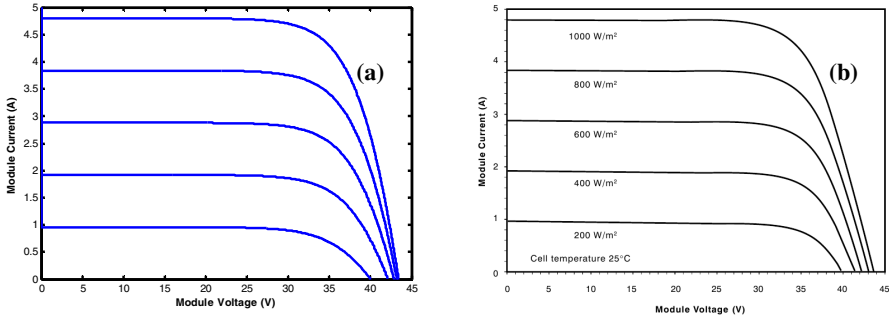 5
4.5
4
3.5
3
2.5
2
1.5
1
0.5
0
0 5 10 15 20 25 30 35 40 45
Module Current (A)
Module Voltage (V)
(a)
5
4
3
2
1
0
0 5 10 15 20 25 30 35 40 45
Module Current (A)
Module Voltage (V)
(b)
1000 W/m²
800 W/m²
600 W/m²
400 W/m²
200 W/m²
Cell temperature 25°C